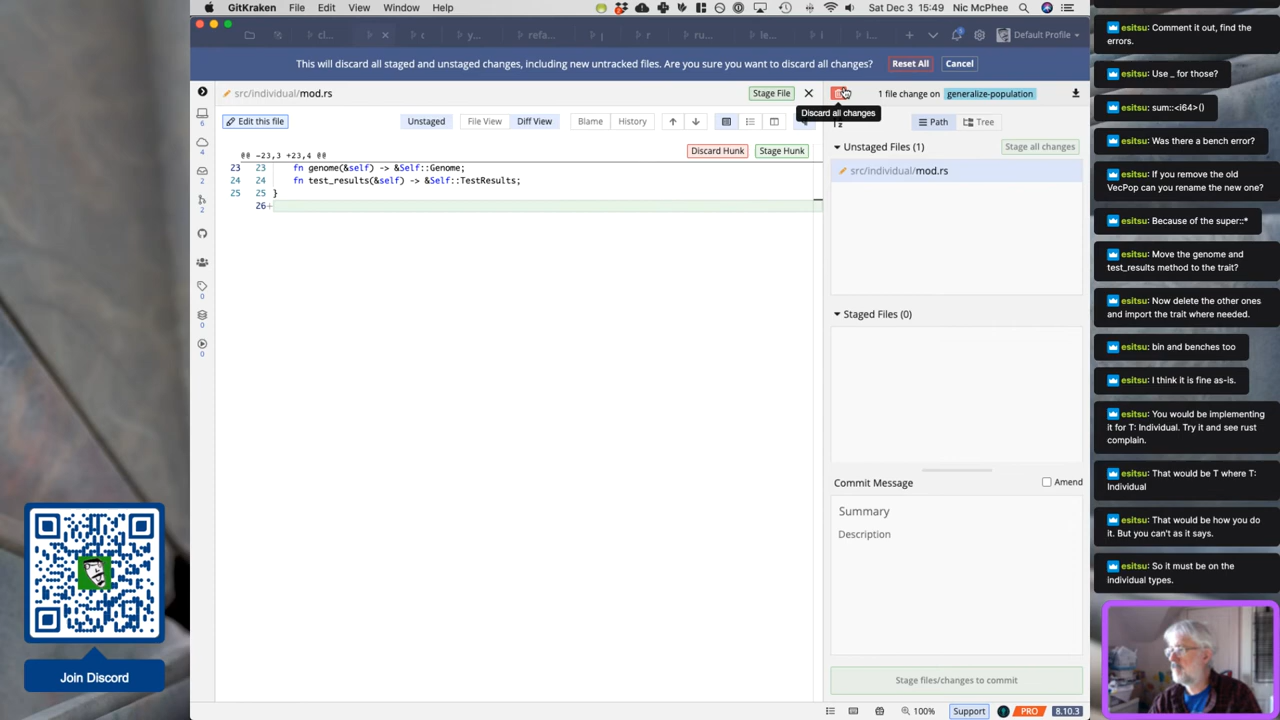 GitKraken File Edit View Window Help
Sat Dec 3 15:49 Nic McPhee
Default Profile
This will discard all staged and unstaged changes, including new untracked files. Are you sure you want to discard all changes? Reset All Cancel
src/individual/mod.rs Stage File
1 file change on generalize-population
Discard all changes
Edit this file Unstaged File View Diff View Blame History
Path Tree
@@ -23,3 +23,4 @@ Discard Hunk Stage Hunk
23 23 fn genome(&self) -> &Self::Genome;
24 24 fn test_results(&self) -> &Self::TestResults;
25 25 }
26+
Unstaged Files (1) Stage all changes
src/individual/mod.rs
Staged Files (0)
Commit Message Amend
Summary
Description
Stage files/changes to commit
100% Support PRO 8.10.3
6
4
2
2
0
0
0
Join Discord
esitsu: Comment it out, find the
errors.
esitsu: Use _ for those?
esitsu: sum::<i64>()
esitsu: Was there a bench error?
esitsu: If you remove the old
VecPop can you rename the new one?
esitsu: Because of the super::*
esitsu: Move the genome and
test_results method to the trait?
esitsu: Now delete the other ones
and import the trait where needed.
esitsu: bin and benches too
esitsu: I think it is fine as-is.
esitsu: You would be implementing
it for T: Individual. Try it and see rust
complain.
esitsu: That would be T where T:
Individual
esitsu: That would be how you do
it. But you can't as it says.
esitsu: So it must be on the
individual types.